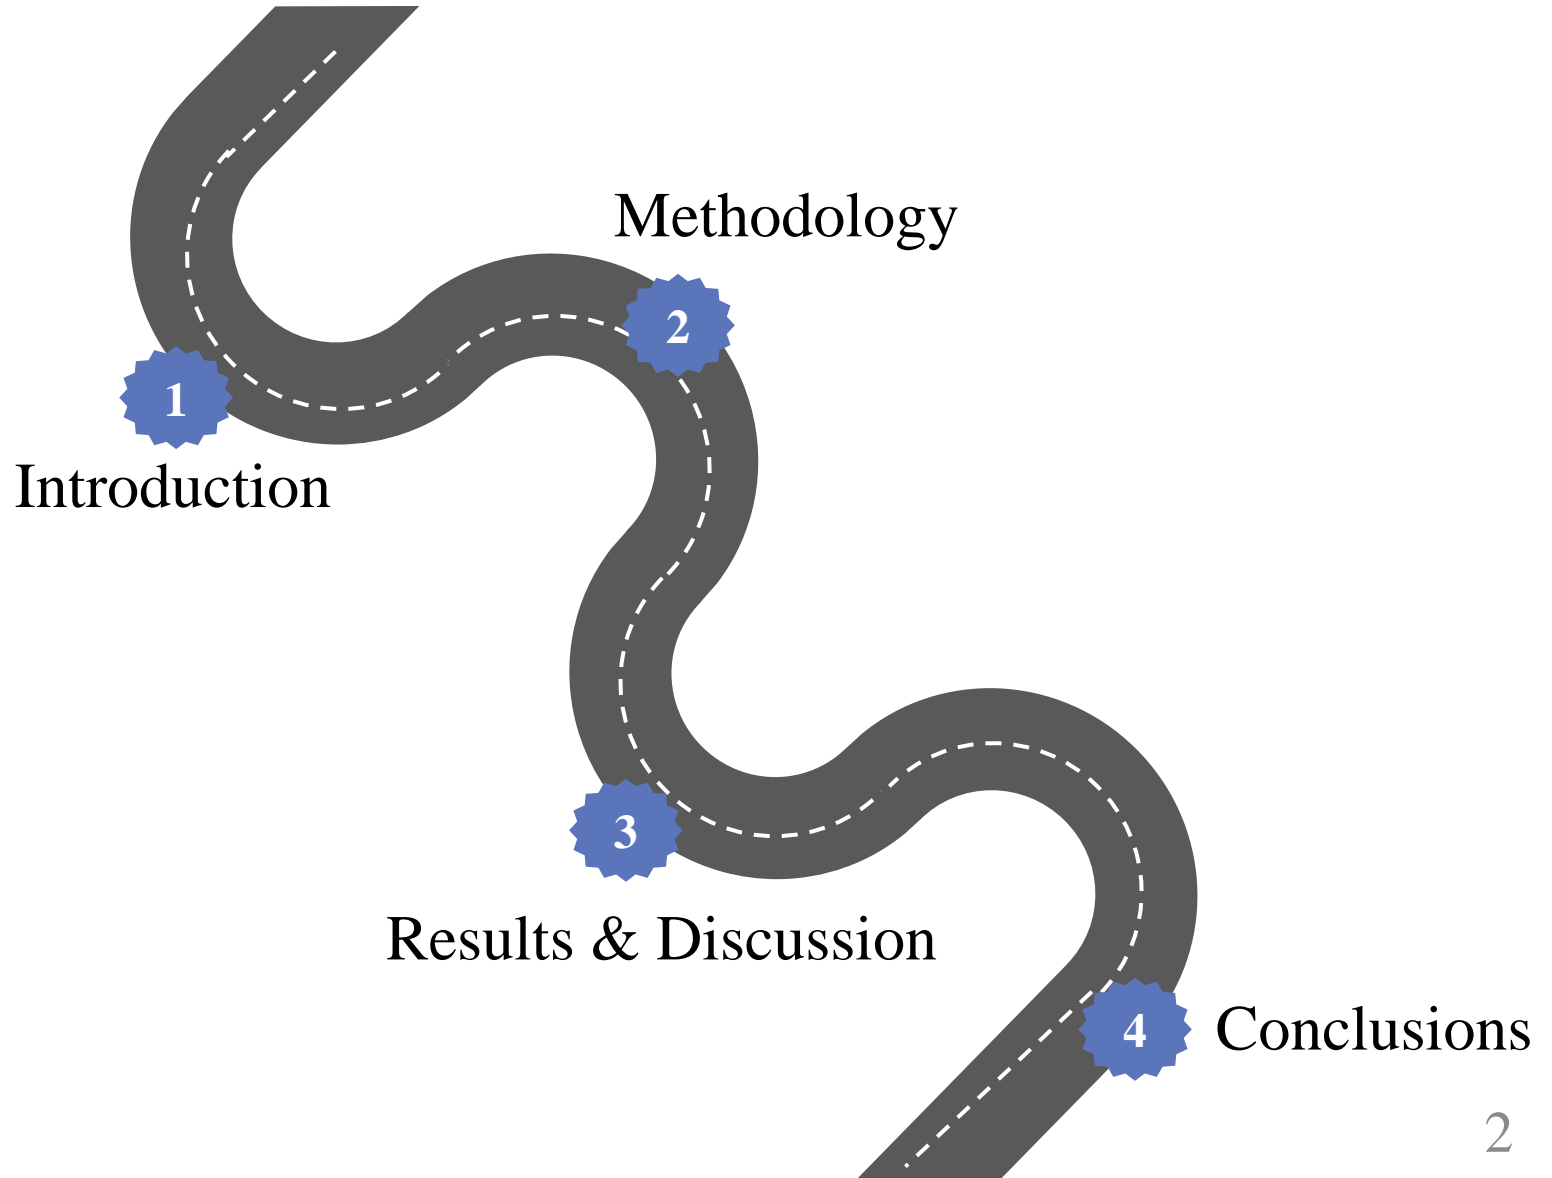 1
Introduction
Methodology
2
3
Results & Discussion
4
Conclusions
2